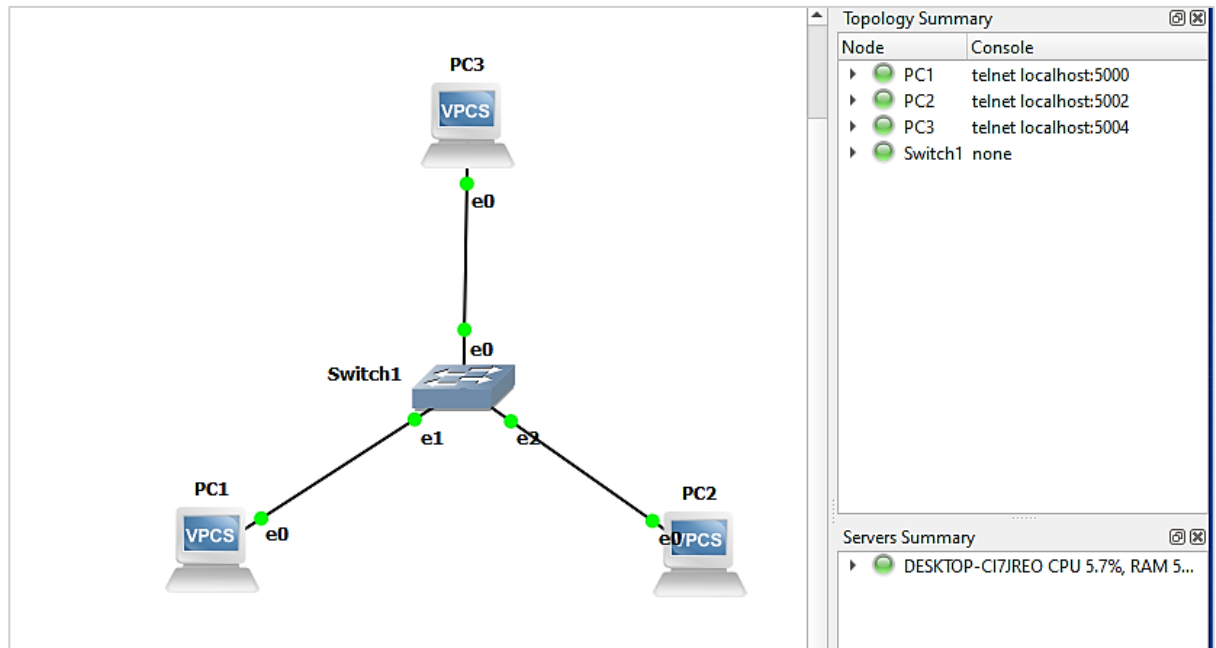 PC3
VPCS
e0
e0
Switch1
e1
e2
PC1
VPCS
e0
PC2
e0
VPCS
Topology Summary
Node Console
PC1 telnet localhost:5000
PC2 telnet localhost:5002
PC3 telnet localhost:5004
Switch1 none
Servers Summary
DESKTOP-CI7JREO CPU 5.7%, RAM 5...